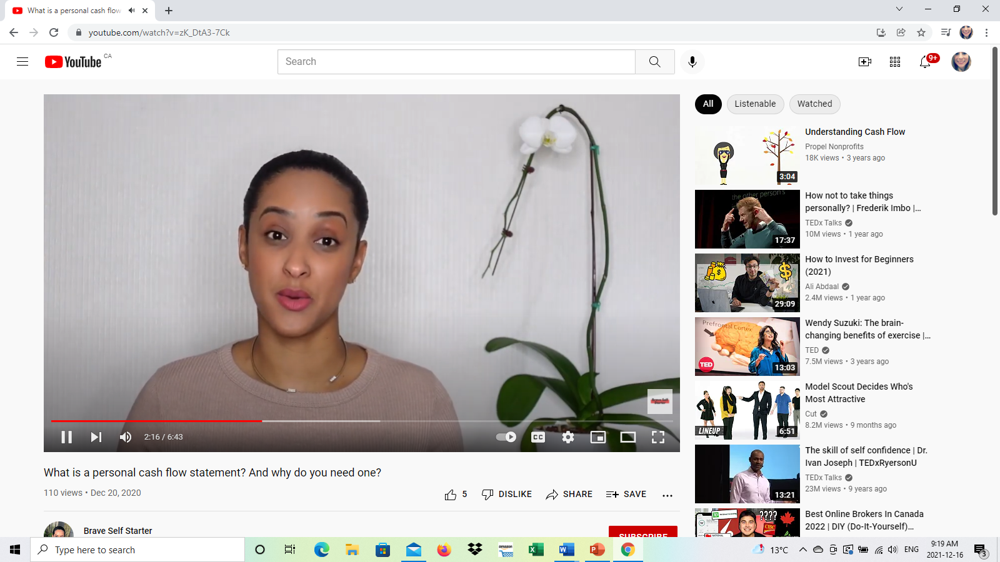 What is a personal cash flow
youtube.com/watch?v=zK_DtA3-7Ck
YouTube CA
Search
9+
All
Listenable
Watched
3:04
Understanding Cash Flow
Propel Nonprofits
18K views • 3 years ago
the other person's
17:37
How not to take things
personally? | Frederik Imbo |...
TEDx Talks
10M views • 1 year ago
29:09
How to Invest for Beginners
(2021)
Ali Abdaal
2.4M views • 1 year ago
Prefrontal Cortex
TED
13:03
Wendy Suzuki: The brain-
changing benefits of exercise |...
TED
7.5M views • 3 years ago
LINEUP
6:51
Model Scout Decides Who's
Most Attractive
Cut
8.2M views • 9 months ago
13:21
The skill of self confidence | Dr.
Ivan Joseph | TEDxRyersonU
TEDx Talks
23M views • 9 years ago
????
CIBC
NATIONAL
Best Online Brokers In Canada
2022 | DIY (Do-It-Yourself)...
Brave Self
Starter
2:16 / 6:43
CC
What is a personal cash flow statement? And why do you need one?
110 views • Dec 20, 2020
5
DISLIKE
SHARE
SAVE
Brave Self Starter
SUBSCRIBE
Type here to search
amazon
13°C
ENG
9:19 AM
2021-12-16
3